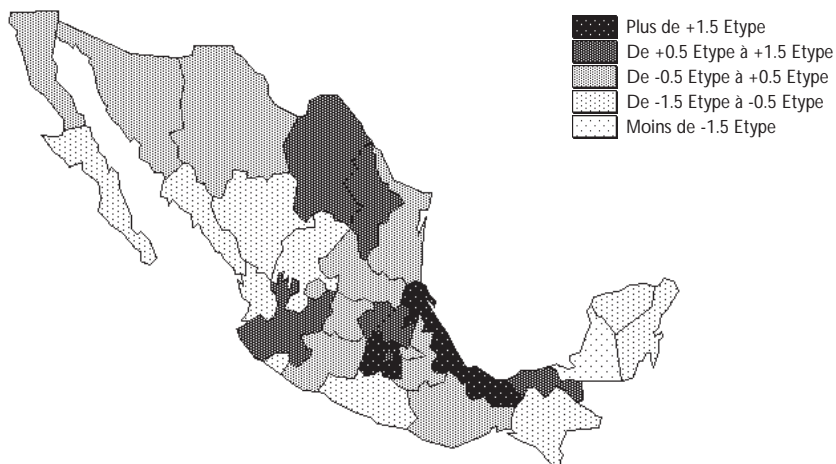 Plus de +1.5 Etype
De +0.5 Etype à +1.5 Etype
De -0.5 Etype à +0.5 Etype
De -1.5 Etype à -0.5 Etype
Moins de -1.5 Etype